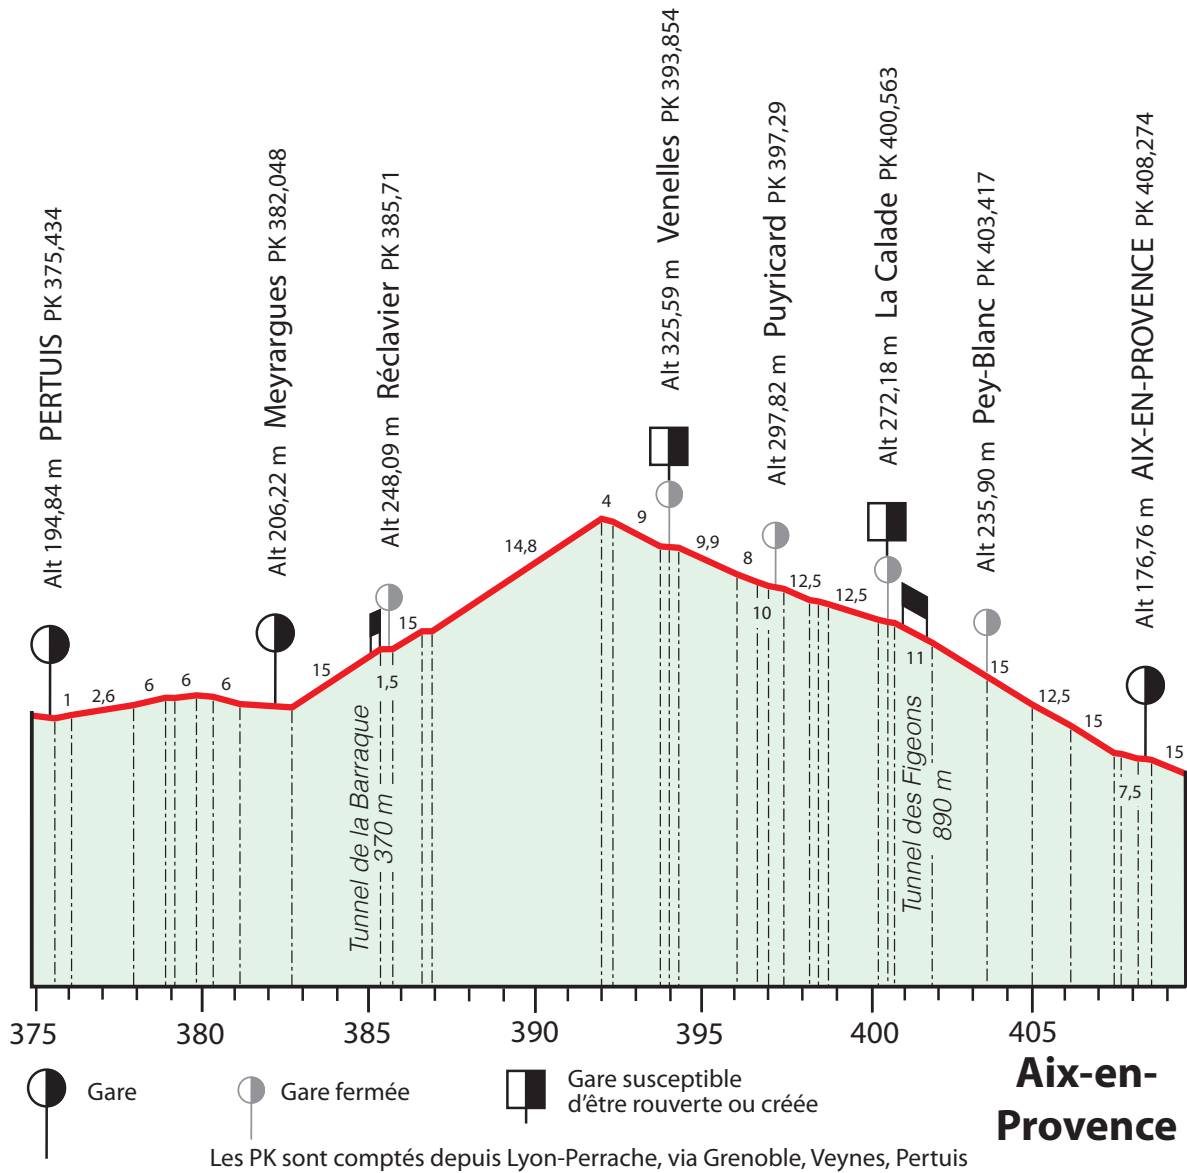 Alt 194,84 m PERTUIS PK 375,434
Alt 206,22 m Meyrargues PK 382,048
Alt 248,09 m Réclavier PK 385,71
Alt 325,59 m Venelles PK 393,854
Alt 297,82 m Puyricard PK 397,29
Alt 272,18 m La Calade PK 400,563
Alt 235,90 m Pey-Blanc PK 403,417
Alt 176,76 m AIX-EN-PROVENCE PK 408,274
1
2,6
6
6
6
15
1,5
15
14,8
4
9
9,9
8
10
12,5
12,5
11
15
12,5
15
7,5
15
Tunnel de la Barraque
370 m
Tunnel des Figeons
890 m
375
380
385
390
395
400
405
Aix-en-
Provence
Gare
Gare fermée
Gare susceptible
d'être rouverte ou créée
Les PK sont comptés depuis Lyon-Perrache, via Grenoble, Veynes, Pertuis